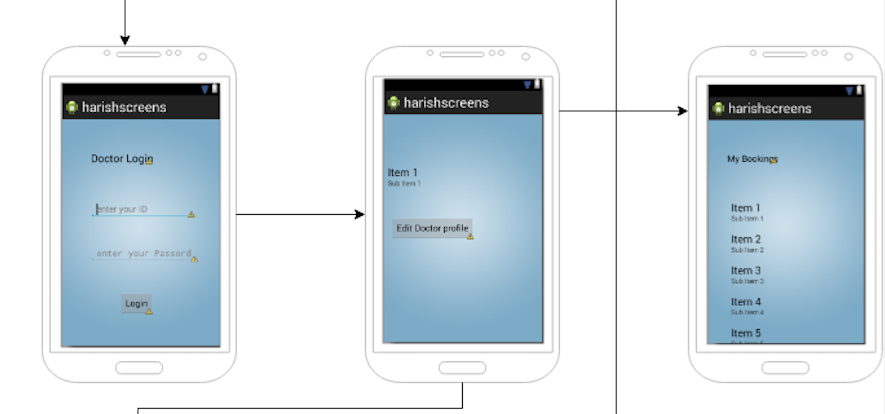 harishscreens
Doctor Login
enter your ID
enter your Passord
Login
harishscreens
Item 1
Sub Item 1
Edit Doctor profile
harishscreens
My Bookings
Item 1
Sub Item 1
Item 2
Sub Item 2
Item 3
Sub Item 3
Item 4
Sub Item 4
Item 5